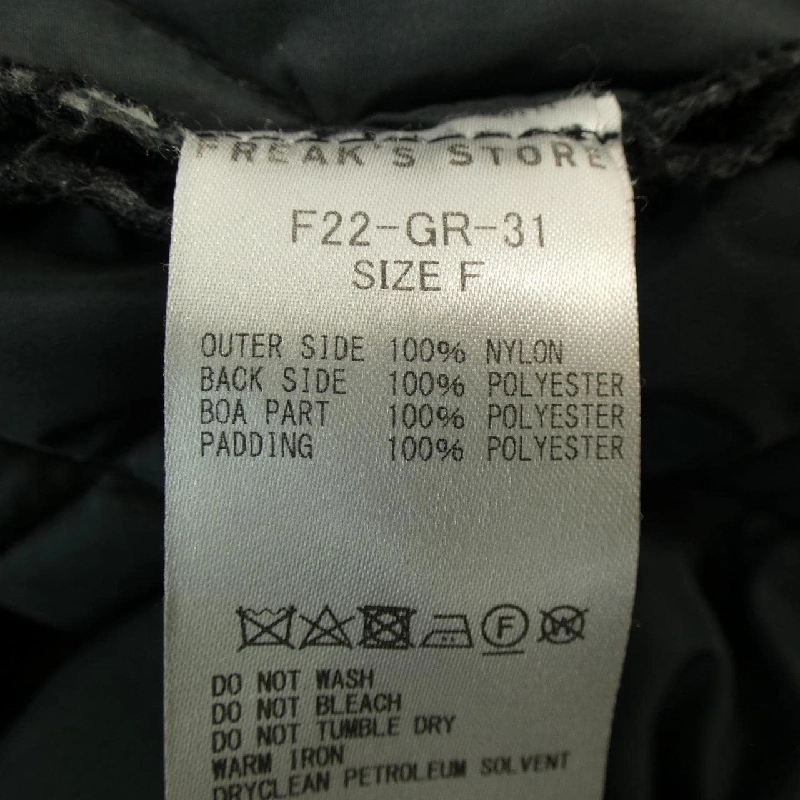 FREAK'S STORE
F22-GR-31
SIZE F
OUTER SIDE 100% NYLON
BACK SIDE 100% POLYESTER
BOA PART 100% POLYESTER
PADDING 100% POLYESTER
F W
DO NOT WASH
DO NOT BLEACH
DO NOT TUMBLE DRY
WARM IRON
DRYCLEAN PETROLEUM SOLVENT